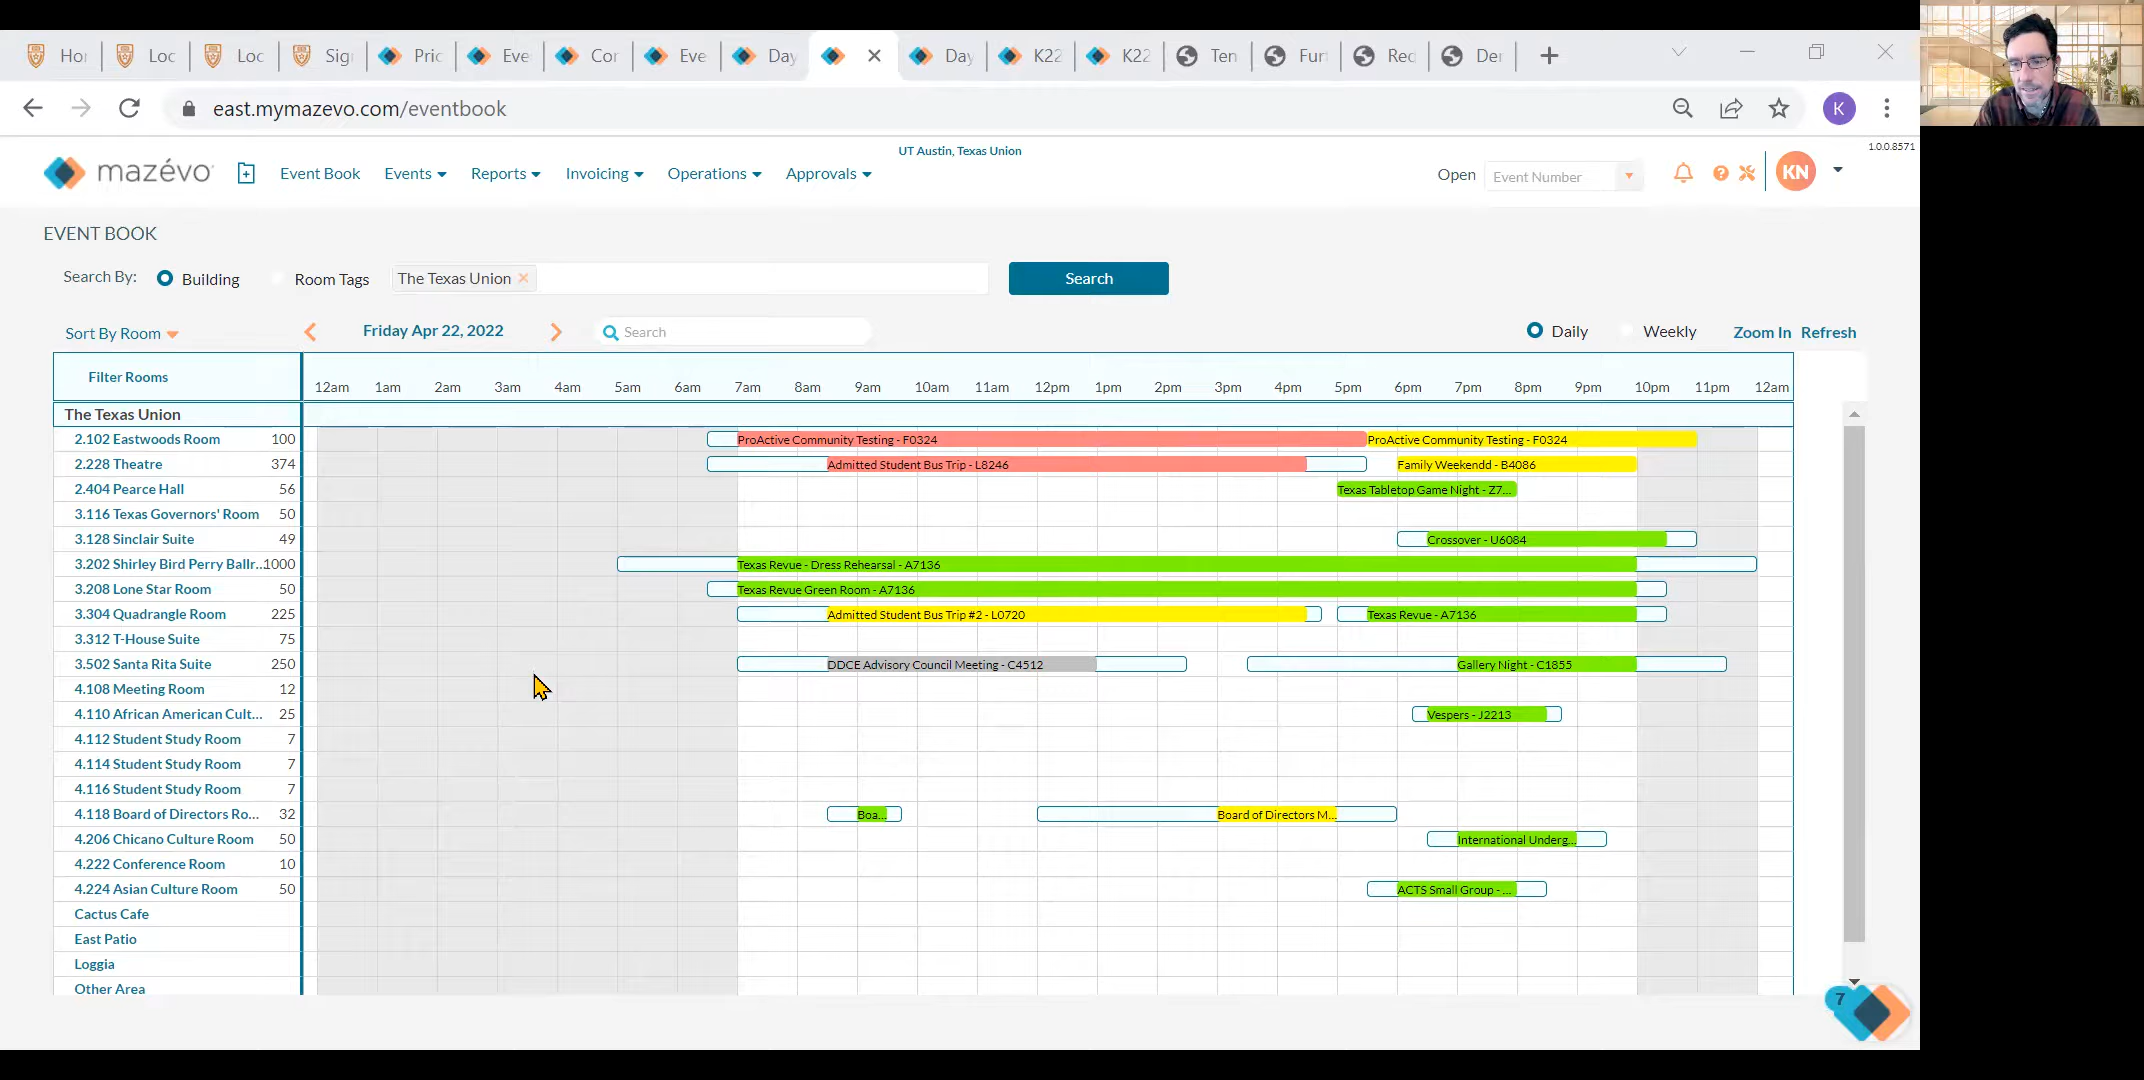 Hor
Loc
Loc
Sig
Pric
Eve
Cor
Eve
Day
Day
K22
K22
Ten
Fur
Rec
Der
east.mymazevo.com/eventbook
K
1.0.0.8571
UT Austin, Texas Union
mazévo
Event Book
Events
Reports
Invoicing
Operations
Approvals
Open
Event Number
KN
EVENT BOOK
Search By:
Building
Room Tags
The Texas Union
Search
Sort By Room
Friday Apr 22, 2022
Search
Daily
Weekly
Zoom In
Refresh
Filter Rooms
12am 1am 2am 3am 4am 5am 6am 7am 8am 9am 10am 11am 12pm 1pm 2pm 3pm 4pm 5pm 6pm 7pm 8pm 9pm 10pm 11pm 12am
The Texas Union
2.102 Eastwoods Room 100 ProActive Community Testing - F0324 ProActive Community Testing - F0324
2.228 Theatre 374 Admitted Student Bus Trip - L8246 Family Weekendd - B4086
2.404 Pearce Hall 56 Texas Tabletop Game Night - Z7...
3.116 Texas Governors' Room 50
3.128 Sinclair Suite 49 Crossover - U6084
3.202 Shirley Bird Perry Ballr...1000 Texas Revue - Dress Rehearsal - A7136
3.208 Lone Star Room 50 Texas Revue Green Room - A7136
3.304 Quadrangle Room 225 Admitted Student Bus Trip #2 - L0720 Texas Revue - A7136
3.312 T-House Suite 75
3.502 Santa Rita Suite 250 DDCE Advisory Council Meeting - C4512 Gallery Night - C1855
4.108 Meeting Room 12
4.110 African American Cult... 25 Vespers - J2213
4.112 Student Study Room 7
4.114 Student Study Room 7
4.116 Student Study Room 7
4.118 Board of Directors Ro... 32 Boa... Board of Directors M...
4.206 Chicano Culture Room 50 International Underg...
4.222 Conference Room 10
4.224 Asian Culture Room 50 ACTS Small Group - ...
Cactus Cafe
East Patio
Loggia
Other Area
7